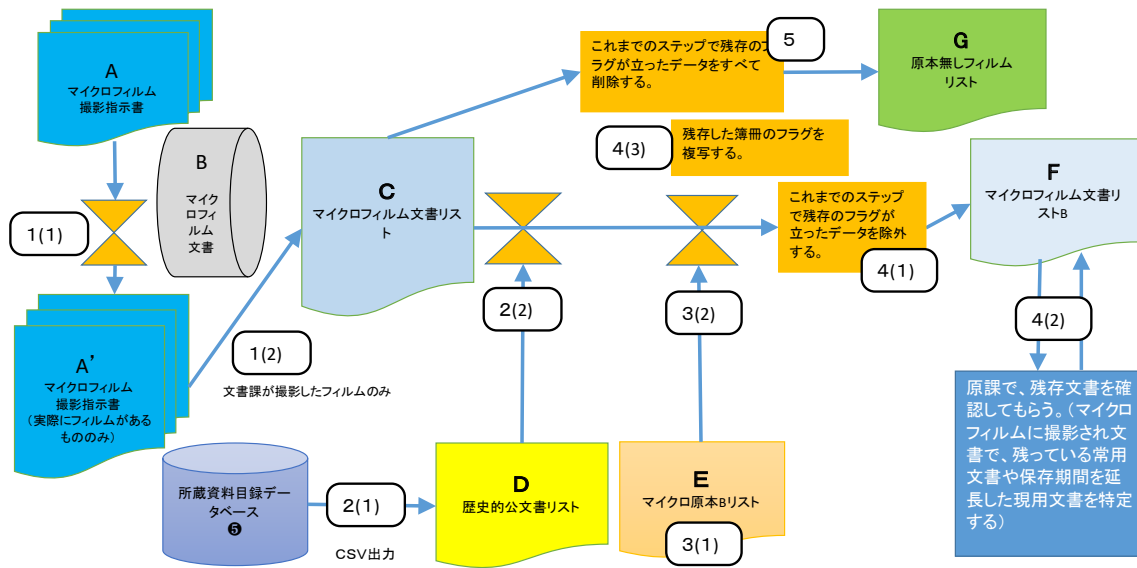 A
マイクロフィルム
撮影指示書
B
マイク
ロフィ
ルム
文書
1(1)
A'
マイクロフィルム
撮影指示書
(実際にフィルムがある
もののみ)
1(2)
文書課が撮影したフィルムのみ
C
マイクロフィルム文書リス
ト
所蔵資料目録デー
タベース
❺
2(1)
CSV出力
D
歴史的公文書リスト
2(2)
E
マイクロ原本Bリスト
3(1)
3(2)
これまでのステップ
で残存のフラグが
立ったデータを除外
する。
4(1)
F
マイクロフィルム文書リ
ストB
4(2)
原課で、残存文書を確
認してもらう。(マイクロ
フィルムに撮影され文
書で、残っている常用
文書や保存期間を延
長した現用文書を特定
する)
4(3)
残存した簿冊のフラグを
複写する。
これまでのステップで残存のフ
ラグが立ったデータをすべて
削除する。
5
G
原本無しフィルム
リスト